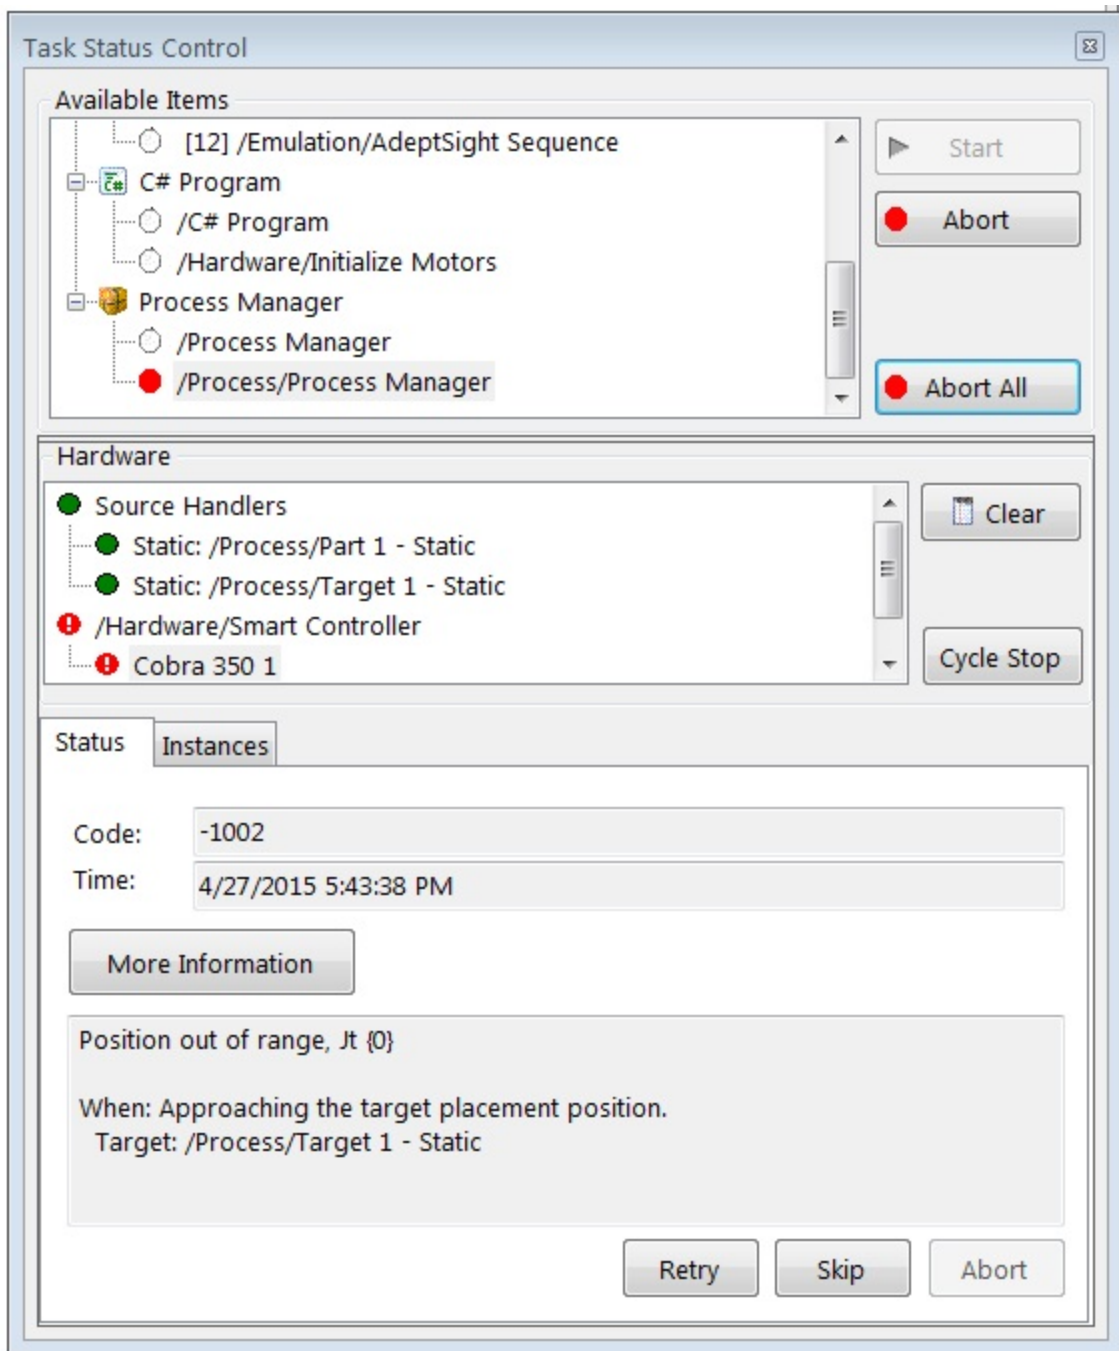 Task Status Control
Available Items
[12] /Emulation/AdeptSight Sequence
Start
C# Program
/C# Program
Abort
/Hardware/Initialize Motors
Process Manager
/Process Manager
/Process/Process Manager
Abort All
Hardware
Source Handlers
Clear
Static: /Process/Part 1 - Static
Static: /Process/Target 1 - Static
/Hardware/Smart Controller
Cobra 350 1
Cycle Stop
Status
Instances
Code:
-1002
Time:
4/27/2015 5:43:38 PM
More Information
Position out of range, Jt {0}
When: Approaching the target placement position.
Target: /Process/Target 1 - Static
Retry
Skip
Abort